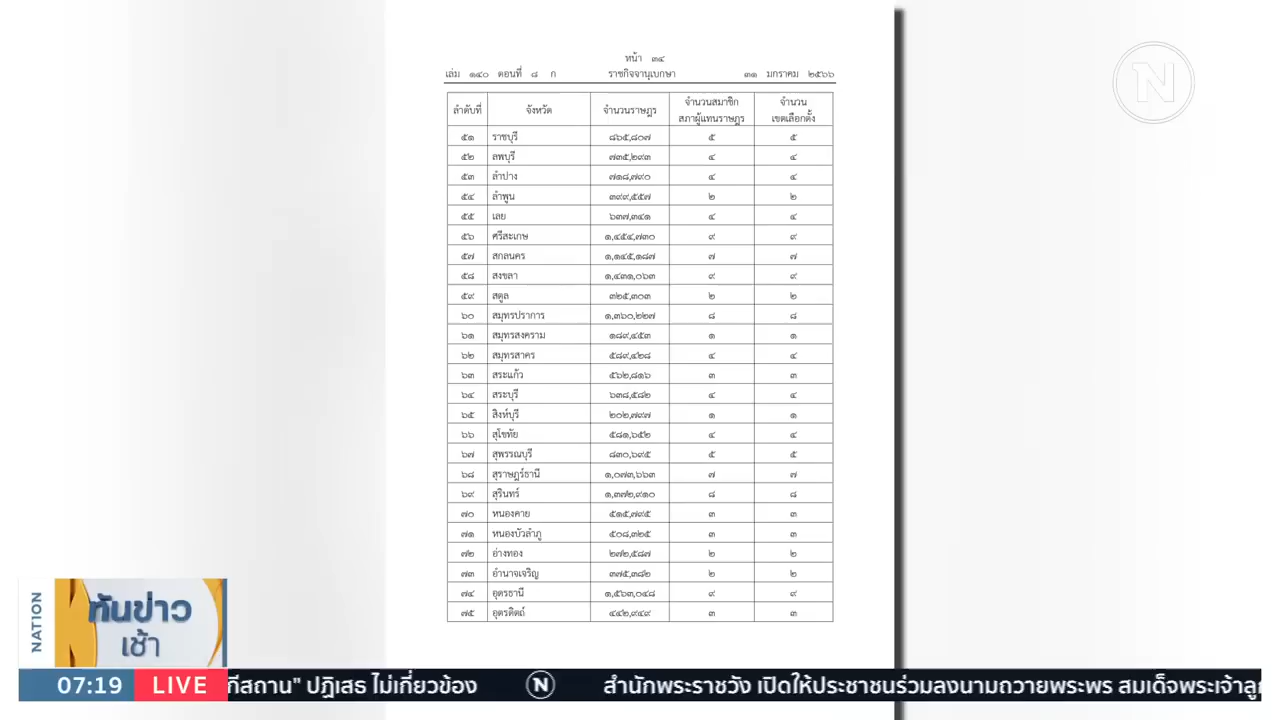 หน้า ๓๔
เล่ม ๑๔๐ ตอนที่ ๘ ก ราชกิจจานุเบกษา ๓๑ มกราคม ๒๕๖๖
ลำดับที่ จังหวัด จำนวนราษฎร จำนวนสมาชิก สภาผู้แทนราษฎร จำนวน เขตเลือกตั้ง
๕๑ ราชบุรี ๘๖๕,๘๐๗ ๕ ๕
๕๒ ลพบุรี ๗๓๕,๒๙๓ ๔ ๔
๕๓ ลำปาง ๗๑๘,๗๙๐ ๔ ๔
๕๔ ลำพูน ๓๙๙,๕๕๗ ๒ ๒
๕๕ เลย ๖๓๗,๓๔๑ ๔ ๔
๕๖ ศรีสะเกษ ๑,๔๕๔,๗๓๐ ๙ ๙
๕๗ สกลนคร ๑,๑๔๕,๑๘๗ ๗ ๗
๕๘ สงขลา ๑,๔๓๑,๐๖๓ ๙ ๙
๕๙ สตูล ๓๒๕,๓๐๓ ๒ ๒
๖๐ สมุทรปราการ ๑,๓๖๐,๒๒๗ ๘ ๘
๖๑ สมุทรสงคราม ๑๘๙,๔๕๓ ๑ ๑
๖๒ สมุทรสาคร ๕๘๙,๔๒๘ ๔ ๔
๖๓ สระแก้ว ๕๖๒,๘๑๖ ๓ ๓
๖๔ สระบุรี ๖๓๘,๕๘๒ ๔ ๔
๖๕ สิงห์บุรี ๒๐๒,๗๙๗ ๑ ๑
๖๖ สุโขทัย ๕๘๑,๖๕๒ ๔ ๔
๖๗ สุพรรณบุรี ๘๓๐,๖๙๕ ๕ ๕
๖๘ สุราษฎร์ธานี ๑,๐๗๓,๖๖๓ ๗ ๗
๖๙ สุรินทร์ ๑,๓๗๒,๙๑๐ ๘ ๘
๗๐ หนองคาย ๕๑๕,๗๙๕ ๓ ๓
๗๑ หนองบัวลำภู ๕๐๘,๓๒๕ ๓ ๓
๗๒ อ่างทอง ๒๗๒,๕๘๗ ๒ ๒
๗๓ อำนาจเจริญ ๓๗๕,๓๘๒ ๒ ๒
๗๔ อุดรธานี ๑,๕๖๓,๐๔๘ ๙ ๙
๗๕ อุตรดิตถ์ ๔๔๒,๙๔๙ ๓ ๓
N
NATION
ทันข่าว
เช้า
07:19 LIVE กีสถาน" ปฏิเสธ ไม่เกี่ยวข้อง N สำนักพระราชวัง เปิดให้ประชาชนร่วมลงนามถวายพระพร สมเด็จพระเจ้าลู